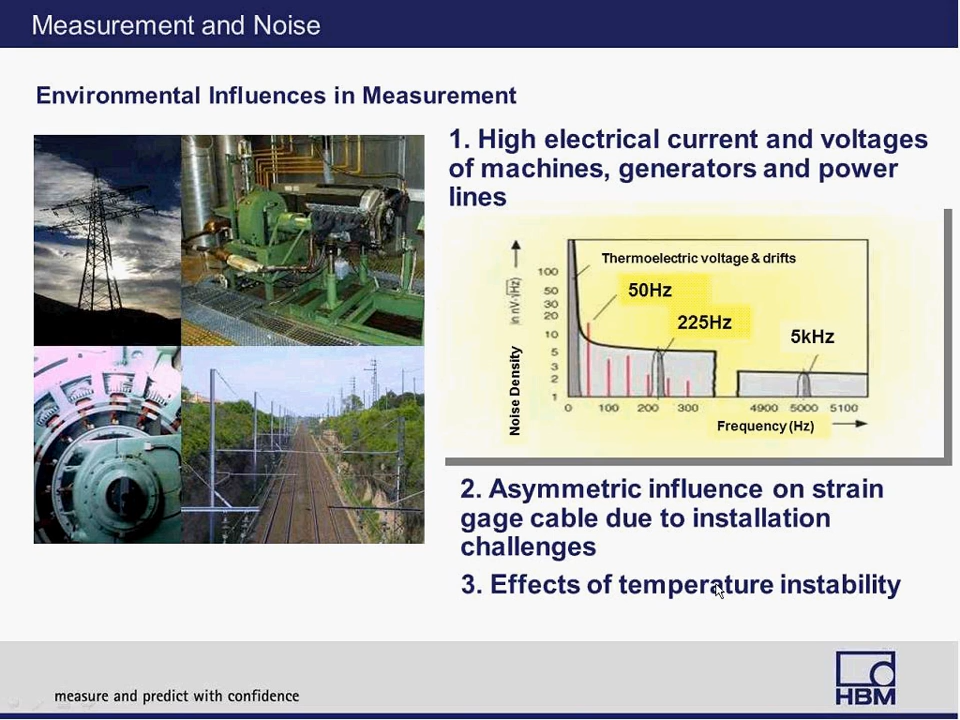 Measurement and Noise
Environmental Influences in Measurement
1. High electrical current and voltages
of machines, generators and power
lines
Thermoelectric voltage & drifts
50Hz
225Hz
5kHz
in nV·√(Hz)
Noise Density
100
50
30
20
10
5
3
2
1
0 100 200 300 4900 5000 5100
Frequency (Hz)
2. Asymmetric influence on strain
gage cable due to installation
challenges
3. Effects of temperature instability
measure and predict with confidence
HBM